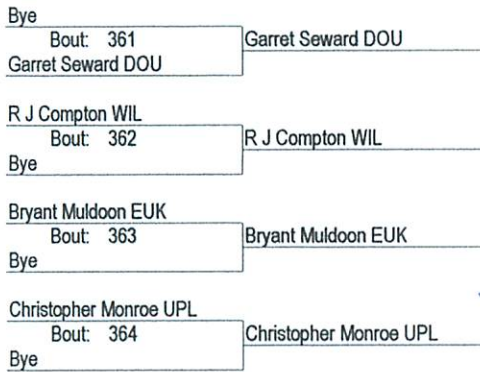 Bye
Bout: 361
Garret Seward DOU
Garret Seward DOU
R J Compton WIL
Bout: 362
R J Compton WIL
Bye
Bryant Muldoon EUK
Bout: 363
Bryant Muldoon EUK
Bye
Christopher Monroe UPL
Bout: 364
Christopher Monroe UPL
Bye